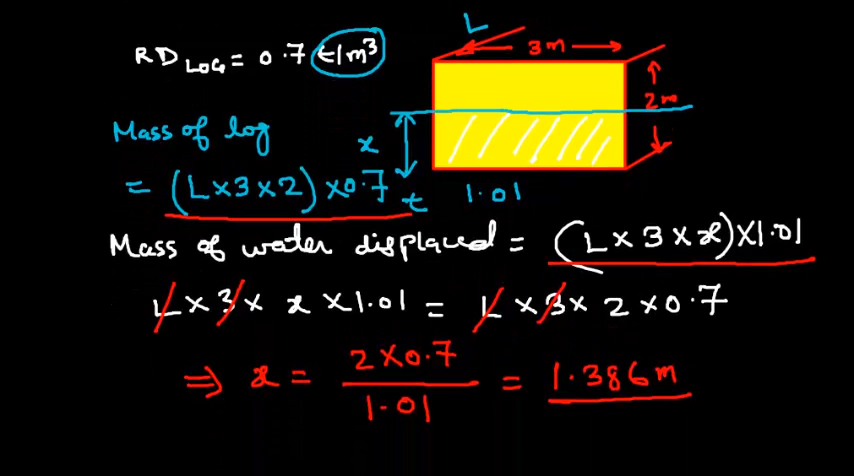 L
RD LOG = 0.7 t/m³
3m
2m
Mass of log
x
= (L×3×2)×0.7 t
1.01
Mass of water displaced = (L×3×x)×1.01
L×3×x×1.01 = L×3×2×0.7
⇒ x = 2×0.7 / 1.01 = 1.386m